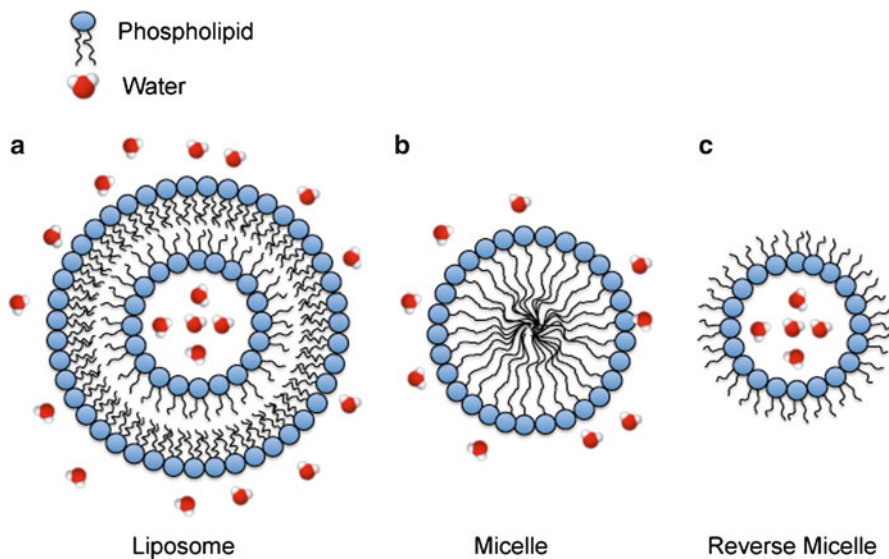 Phospholipid
Water
a
b
c
Liposome
Micelle
Reverse Micelle